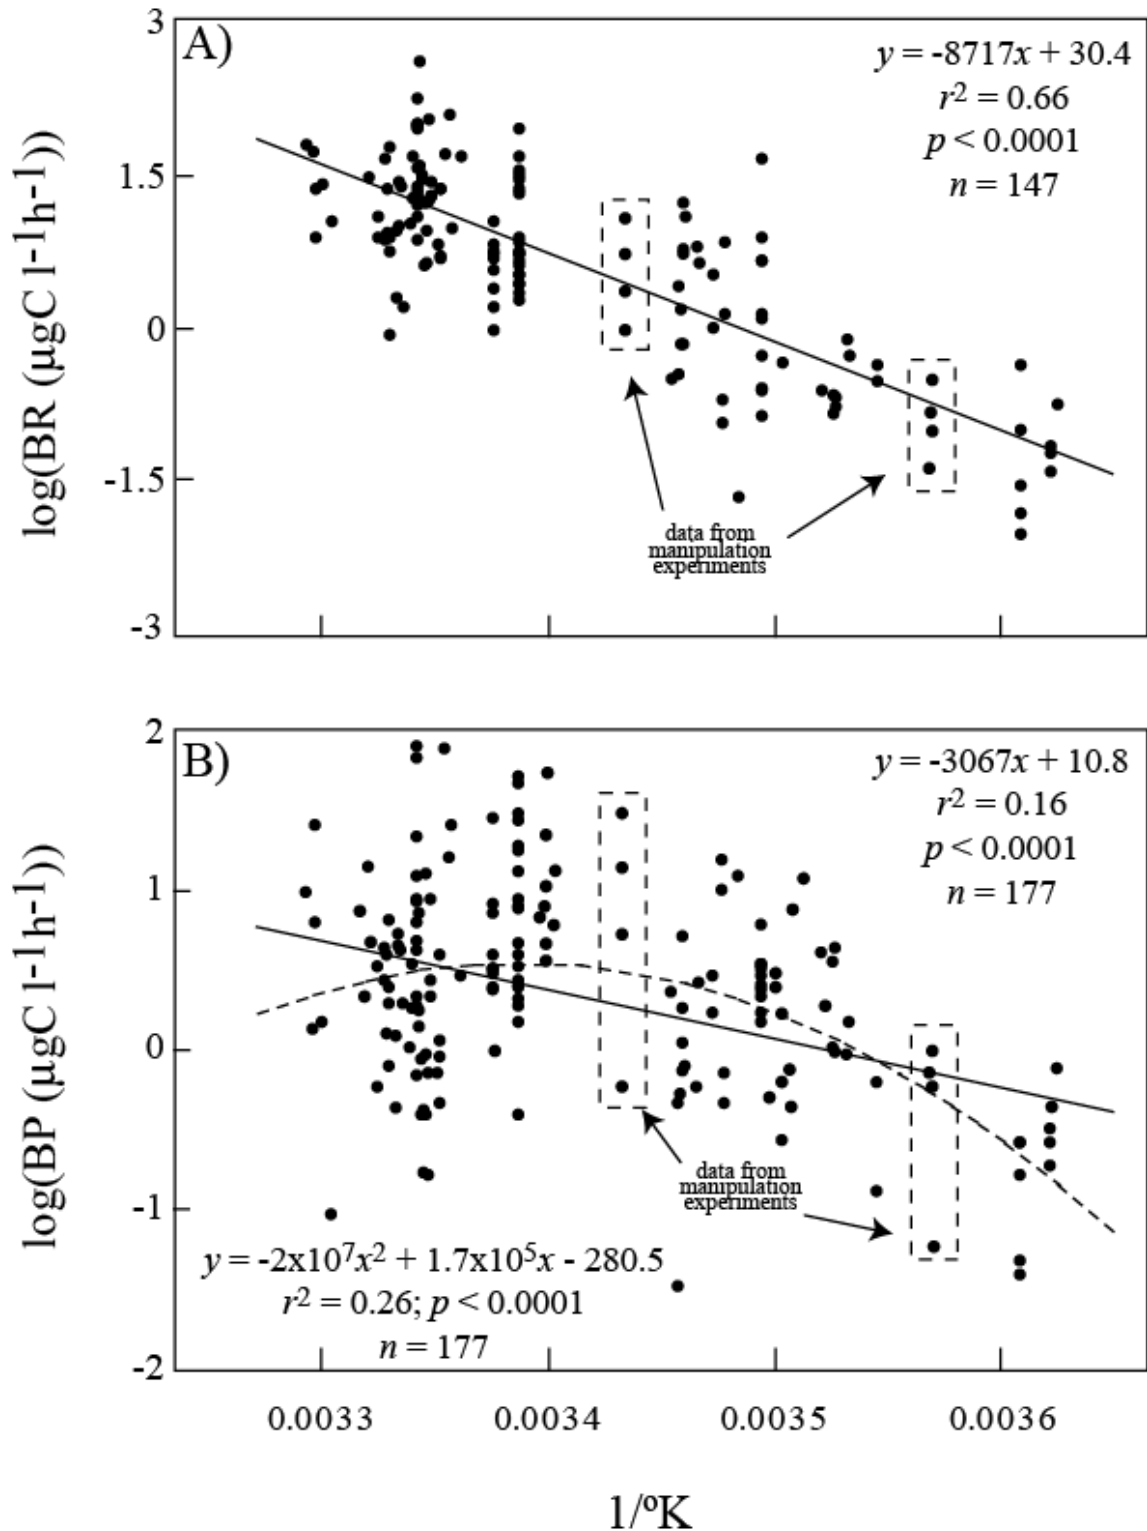 A)
y = -8717x + 30.4
r² = 0.66
p < 0.0001
n = 147
3
1.5
0
-1.5
-3
log(BR (µgC l-1h-1))
data from
manipulation
experiments
B)
y = -3067x + 10.8
r² = 0.16
p < 0.0001
n = 177
2
1
0
-1
-2
log(BP (µgC l-1h-1))
data from
manipulation
experiments
y = -2x10⁷x² + 1.7x10⁵x - 280.5
r² = 0.26; p < 0.0001
n = 177
0.0033 0.0034 0.0035 0.0036
1/ºK